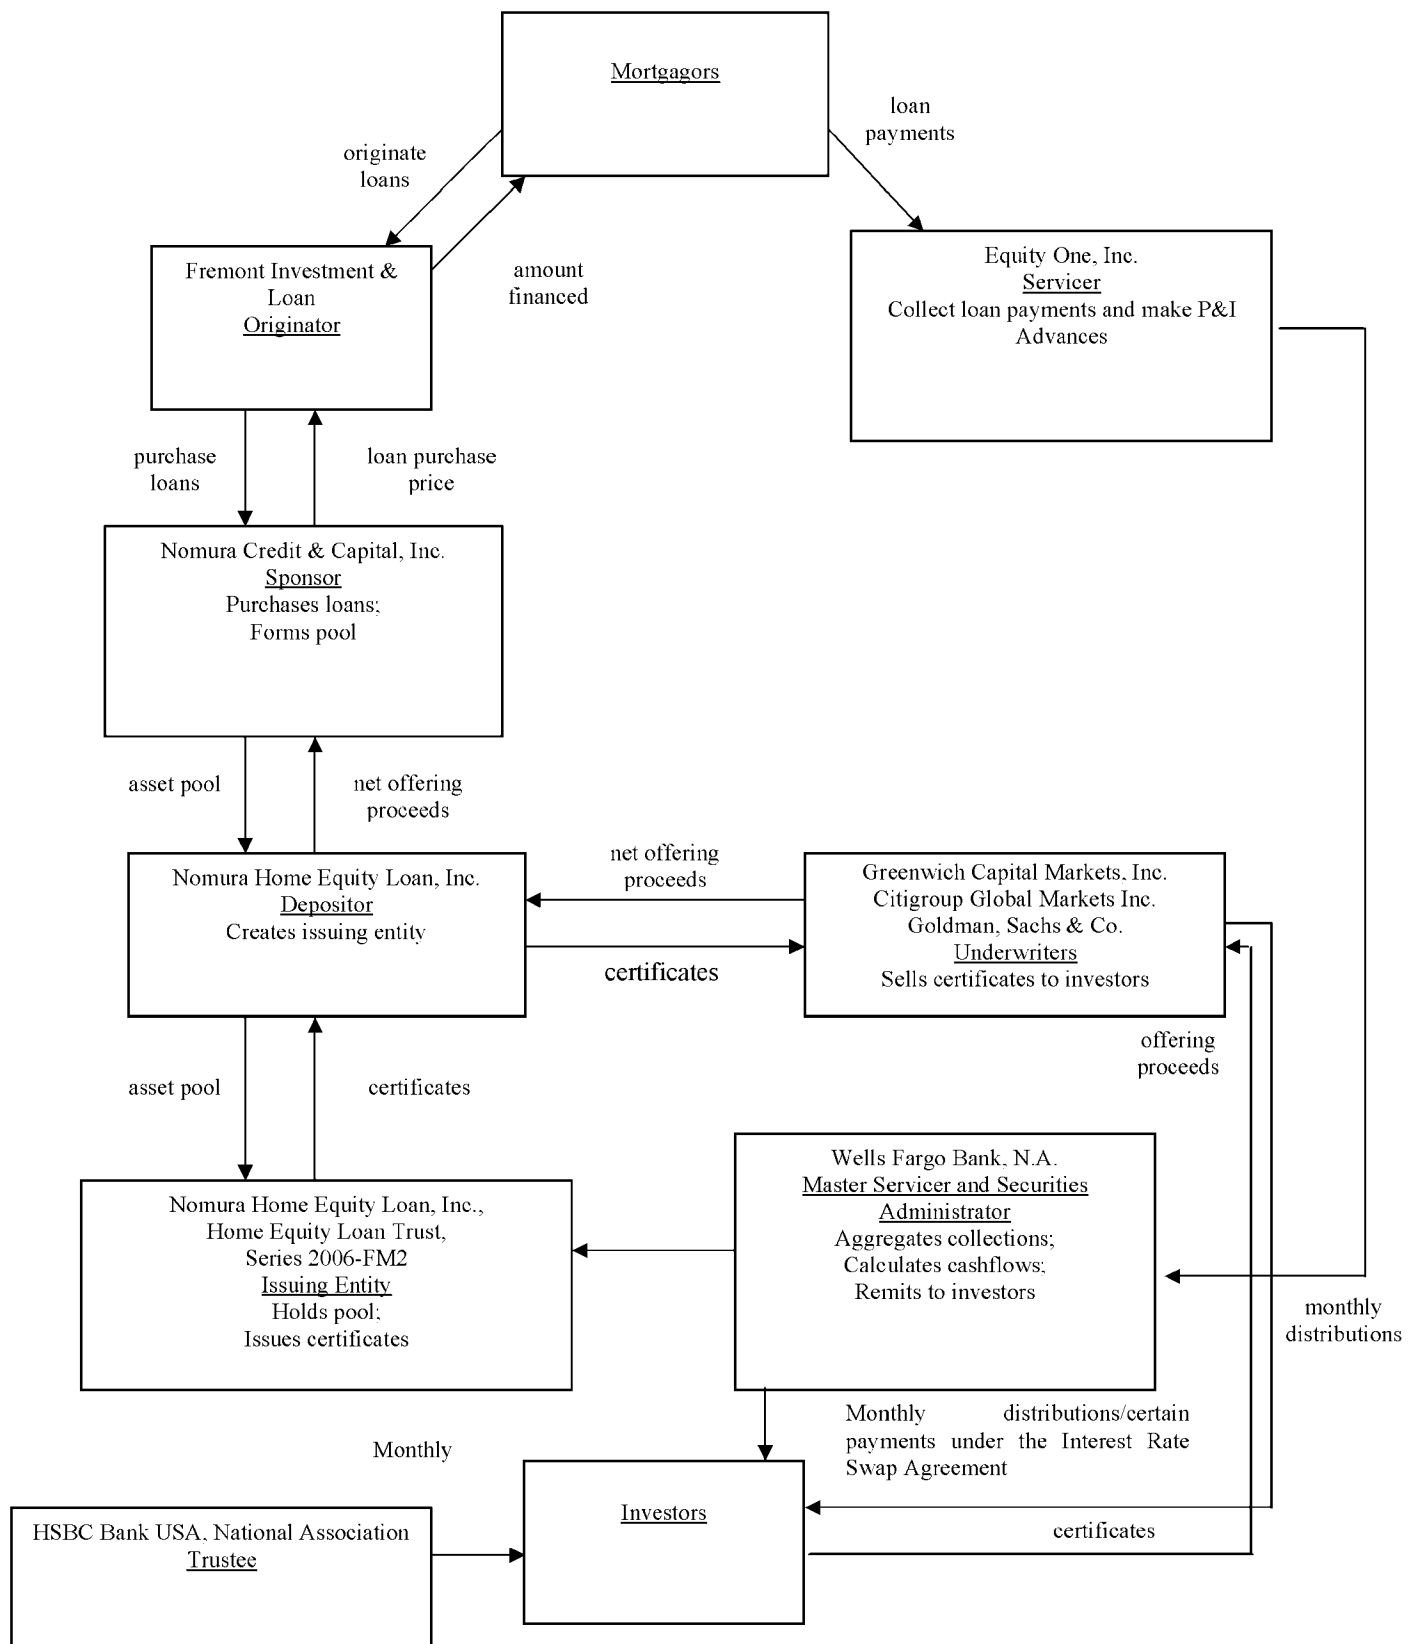 Mortgagors
loan
payments
originate
loans
Fremont Investment &
Loan
Originator
amount
financed
Equity One, Inc.
Servicer
Collect loan payments and make P&I
Advances
purchase
loans
loan purchase
price
Nomura Credit & Capital, Inc.
Sponsor
Purchases loans;
Forms pool
asset pool
net offering
proceeds
Nomura Home Equity Loan, Inc.
Depositor
Creates issuing entity
net offering
proceeds
certificates
Greenwich Capital Markets, Inc.
Citigroup Global Markets Inc.
Goldman, Sachs & Co.
Underwriters
Sells certificates to investors
offering
proceeds
asset pool
certificates
Nomura Home Equity Loan, Inc.,
Home Equity Loan Trust,
Series 2006-FM2
Issuing Entity
Holds pool;
Issues certificates
Wells Fargo Bank, N.A.
Master Servicer and Securities
Administrator
Aggregates collections;
Calculates cashflows;
Remits to investors
monthly
distributions
Monthly distributions/certain
payments under the Interest Rate
Swap Agreement
Monthly
Investors
certificates
HSBC Bank USA, National Association
Trustee